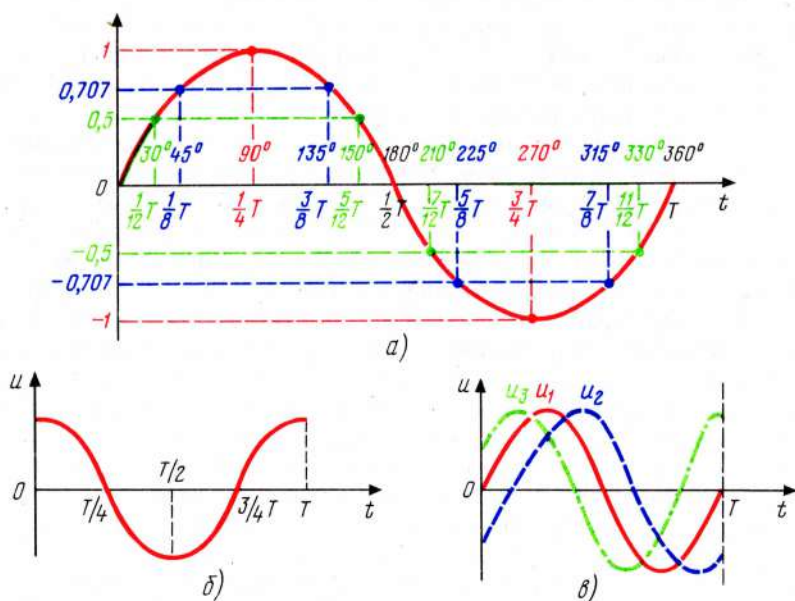 1
0,707
0,5
30° 45° 90° 135° 150° 180° 210° 225° 270° 315° 330° 360°
0
1/12 T 1/8 T 1/4 T 3/8 T 5/12 T 1/2 T 7/12 T 5/8 T 3/4 T 7/8 T 11/12 T T t
-0,5
-0,707
-1
а)
u
T/2
0
T/4 3/4 T T t
б)
u u3 u1 u2
0
T t
в)